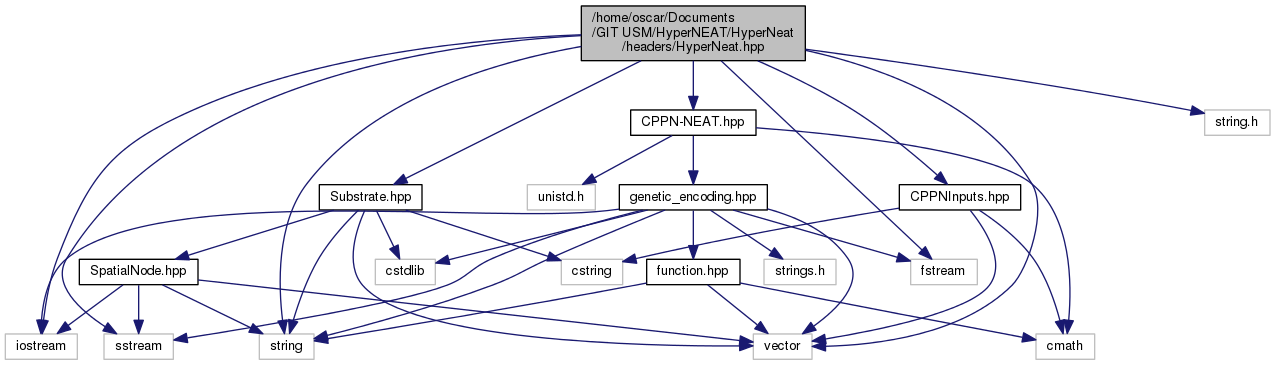 /home/oscar/Documents
/GIT USM/HyperNEAT/HyperNeat
/headers/HyperNeat.hpp
CPPN-NEAT.hpp
string.h
Substrate.hpp
unistd.h
genetic_encoding.hpp
CPPNInputs.hpp
SpatialNode.hpp
cstdlib
cstring
function.hpp
strings.h
fstream
iostream
sstream
string
vector
cmath